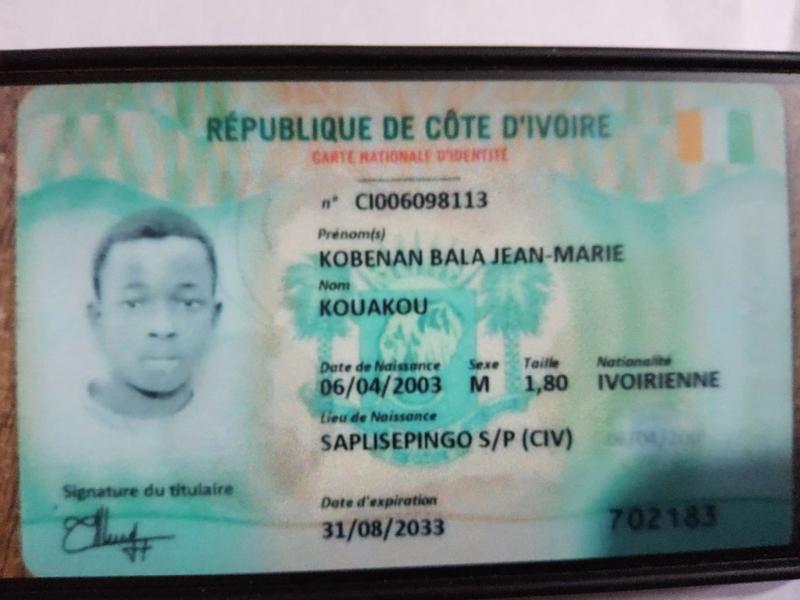 RÉPUBLIQUE DE CÔTE D'IVOIRE
CARTE NATIONALE D'IDENTITÉ
n° CI006098113
Prénom(s)
KOBENAN BALA JEAN-MARIE
Nom
KOUAKOU
Date de Naissance Sexe Taille Nationalité
06/04/2003 M 1,80 IVOIRIENNE
Lieu de Naissance
SAPLISEPINGO S/P (CIV)
Signature du titulaire
Date d'expiration
31/08/2033
702183